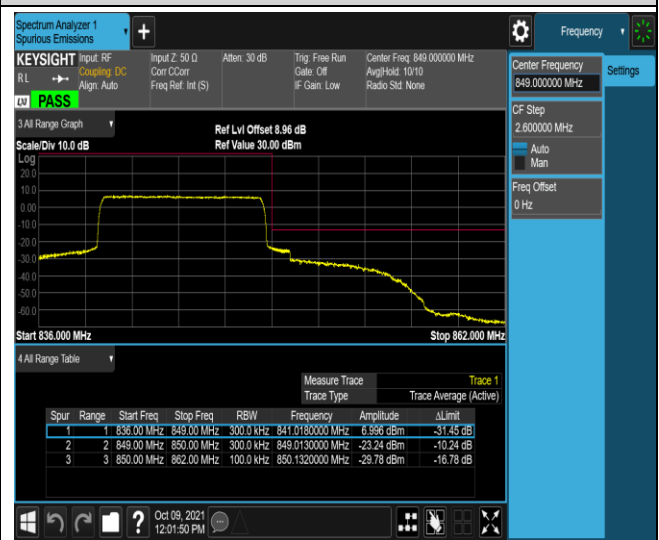 Spectrum Analyzer 1
Spurious Emissions
Frequency
KEYSIGHT
Input: RF
Coupling: DC
Align: Auto
Input Z: 50 Ω
Corr CCorr
Freq Ref: Int (S)
Atten: 30 dB
Trig: Free Run
Gate: Off
IF Gain: Low
Center Freq: 849.000000 MHz
Avg|Hold: 10/10
Radio Std: None
RL
LXI
PASS
Center Frequency
849.000000 MHz
Settings
CF Step
2.600000 MHz
Auto
Man
Freq Offset
0 Hz
3 All Range Graph
Scale/Div 10.0 dB
Ref Lvl Offset 8.96 dB
Ref Value 30.00 dBm
Log
20.0
10.0
0.00
-10.0
-20.0
-30.0
-40.0
-50.0
-60.0
Start 836.000 MHz
Stop 862.000 MHz
4 All Range Table
Measure Trace Trace 1
Trace Type Trace Average (Active)
Spur Range Start Freq Stop Freq RBW Frequency Amplitude ΔLimit
1 1 836.00 MHz 849.00 MHz 300.0 kHz 841.0180000 MHz 6.996 dBm -31.45 dB
2 2 849.00 MHz 850.00 MHz 300.0 kHz 849.0130000 MHz -23.24 dBm -10.24 dB
3 3 850.00 MHz 862.00 MHz 100.0 kHz 850.1320000 MHz -29.78 dBm -16.78 dB
Oct 09, 2021
12:01:50 PM